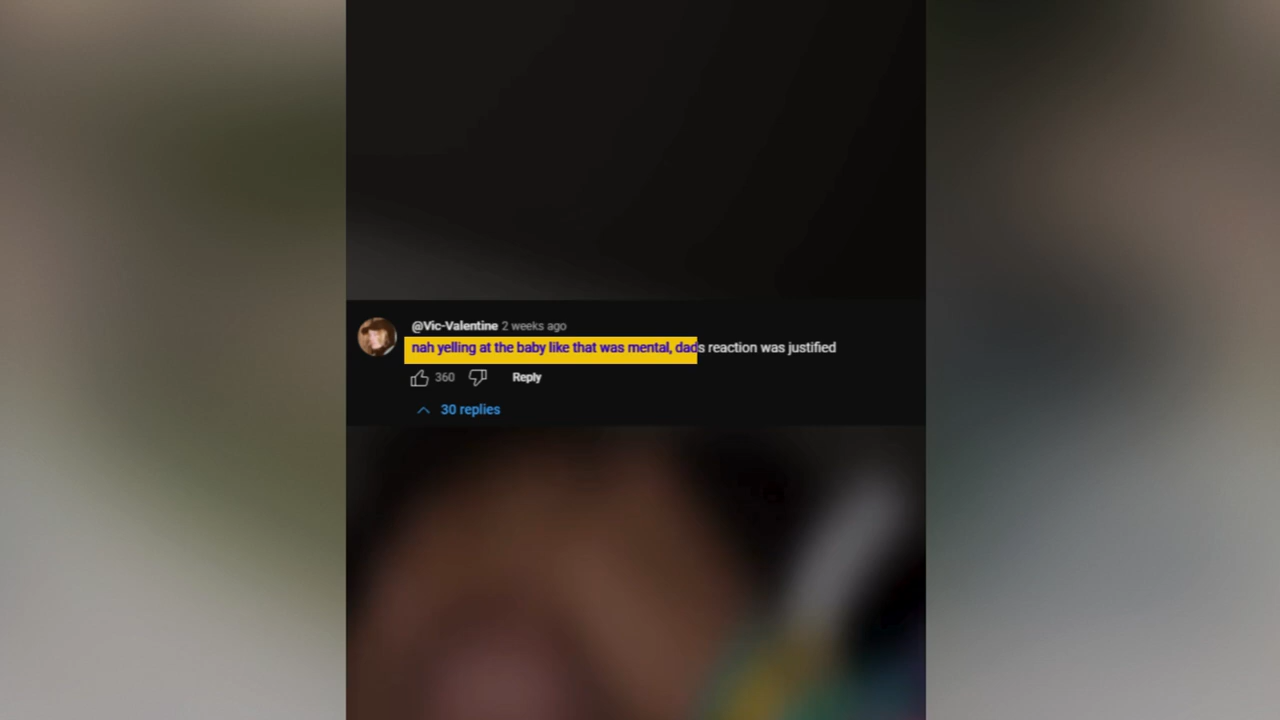 @Vic-Valentine 2 weeks ago
nah yelling at the baby like that was mental, dads reaction was justified
360 Reply
30 replies